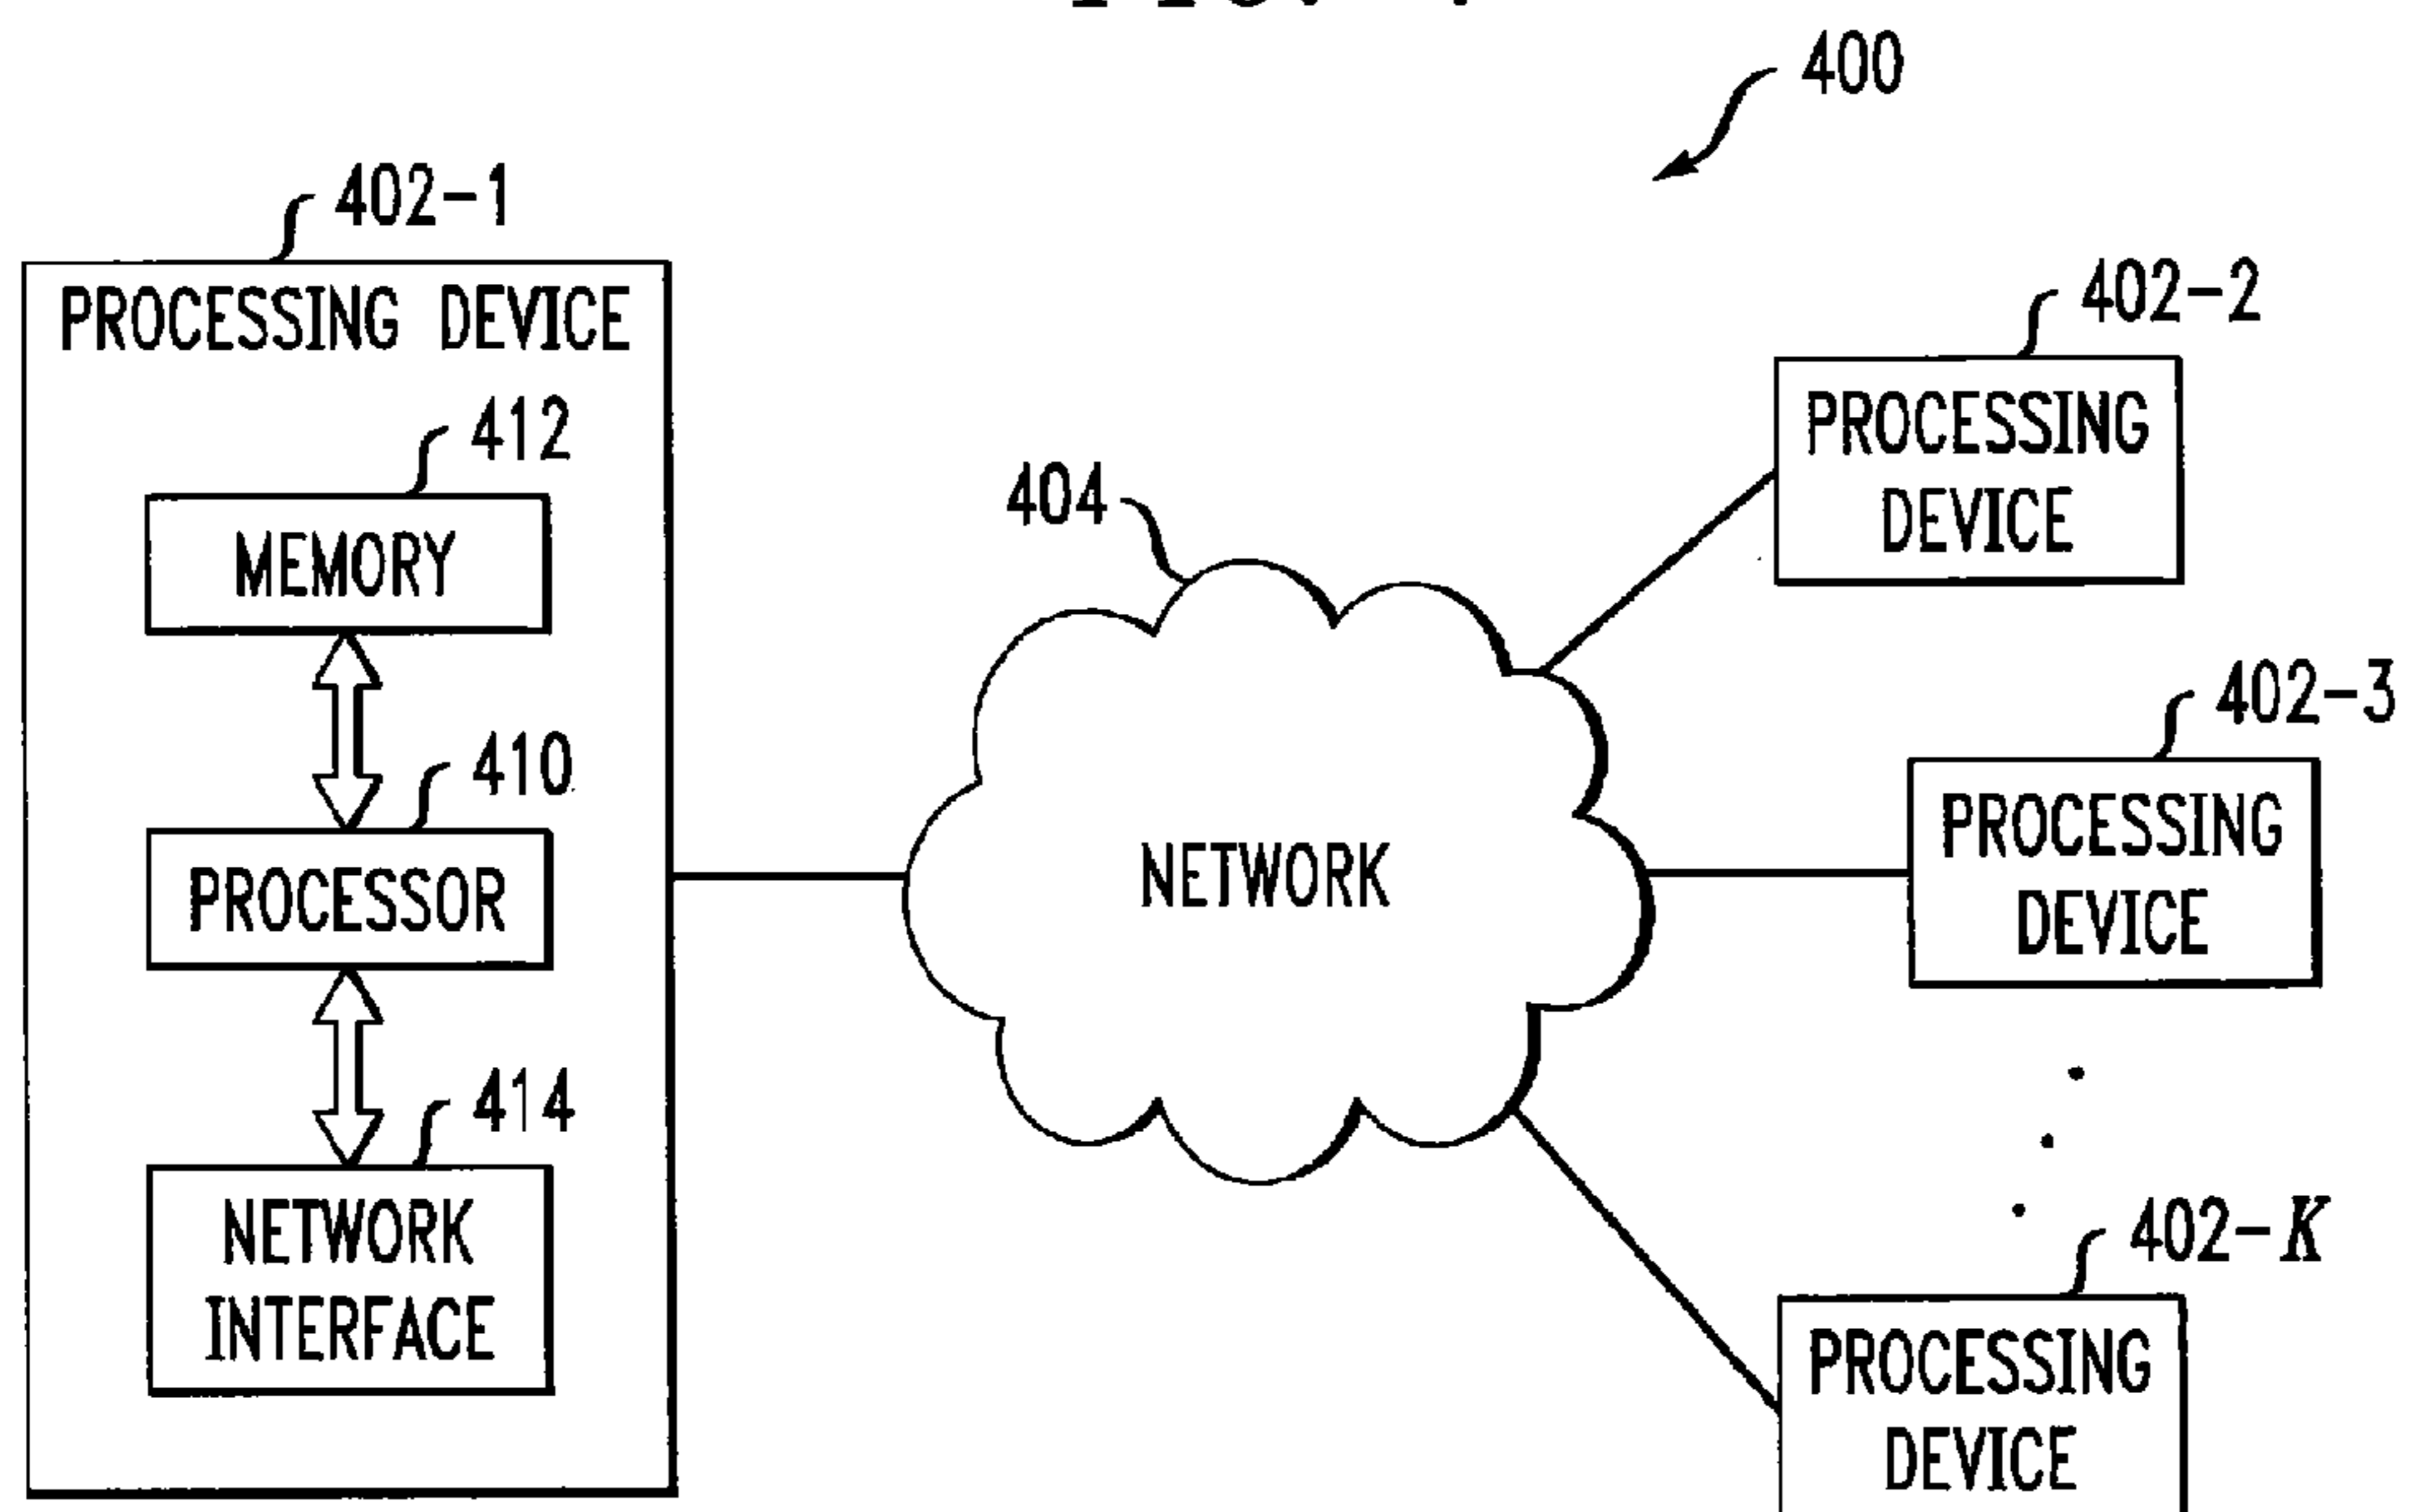 400
402-1
PROCESSING DEVICE
412
MEMORY
410
PROCESSOR
414
NETWORK
INTERFACE
404
NETWORK
402-2
PROCESSING
DEVICE
402-3
PROCESSING
DEVICE
402-K
PROCESSING
DEVICE